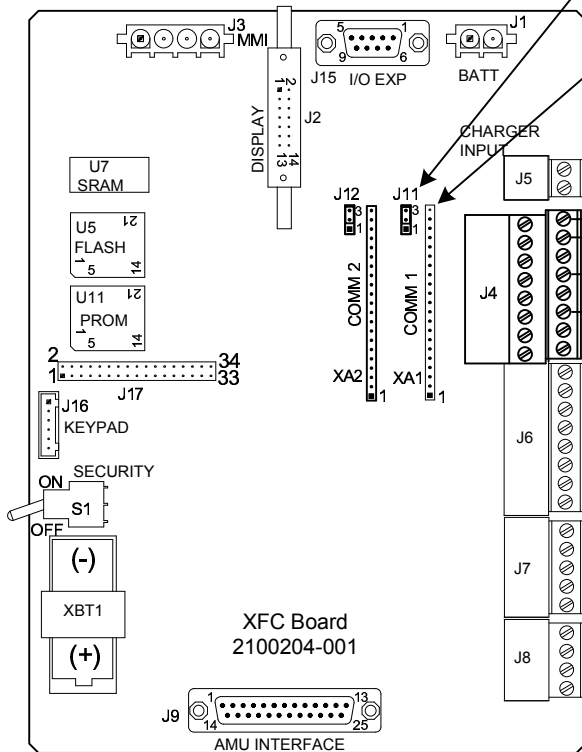 J3
MMI
5 1
9 6
J15 I/O EXP
J1
BATT
1 2
J2
DISPLAY
13 14
CHARGER
INPUT
J5
U7
SRAM
J12
3
1
J11
3
1
U5
FLASH
21
1
5
14
U11
PROM
21
1
5
14
COMM 2
COMM 1
J4
2 34
1 33
J17
XA2
1
XA1
1
J16
KEYPAD
J6
SECURITY
ON
S1
OFF
(-)
XBT1
(+)
J7
XFC Board
2100204-001
J8
J9
1 13
14 25
AMU INTERFACE